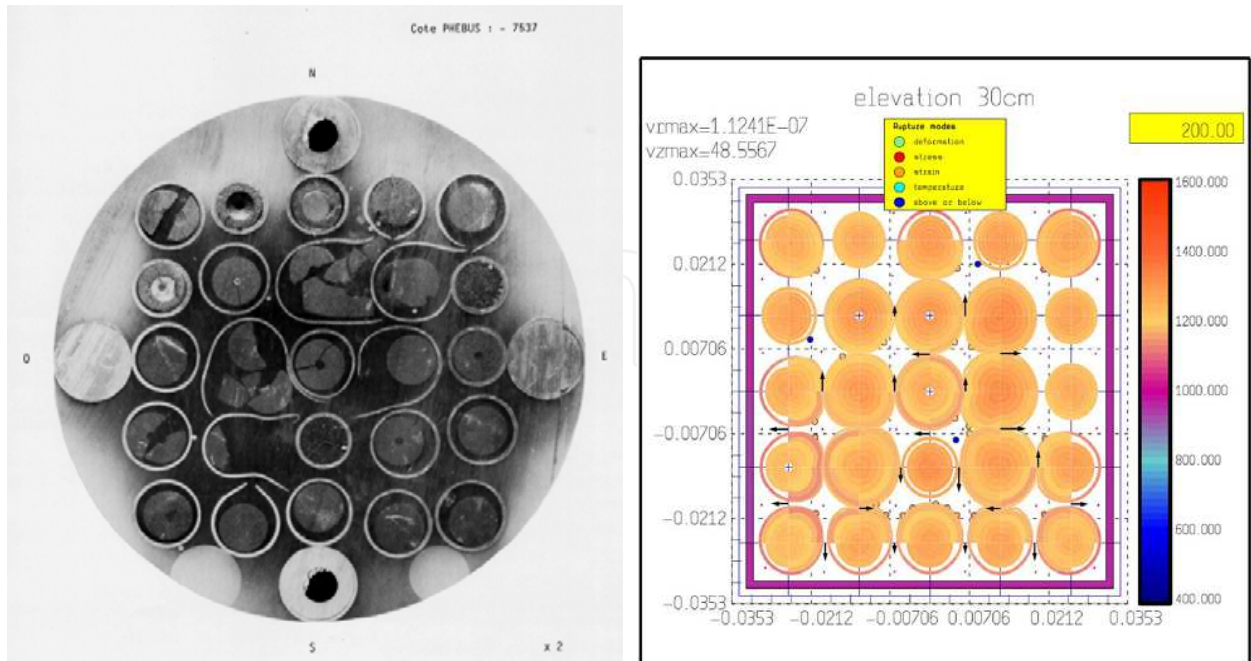 Cote PHEBUS : - 7537
N
O
E
S
x 2
elevation 30cm
vrmax=1.1241E-07
vzmax=48.5567
200.00
Rupture modes
deformation
stress
strain
temperature
above or below
0.0353
0.0212
0.00706
-0.00706
-0.0212
-0.0353
-0.0353
-0.0212
-0.00706
0.00706
0.0212
0.0353
1600.000
1400.000
1200.000
1000.000
800.000
600.000
400.000